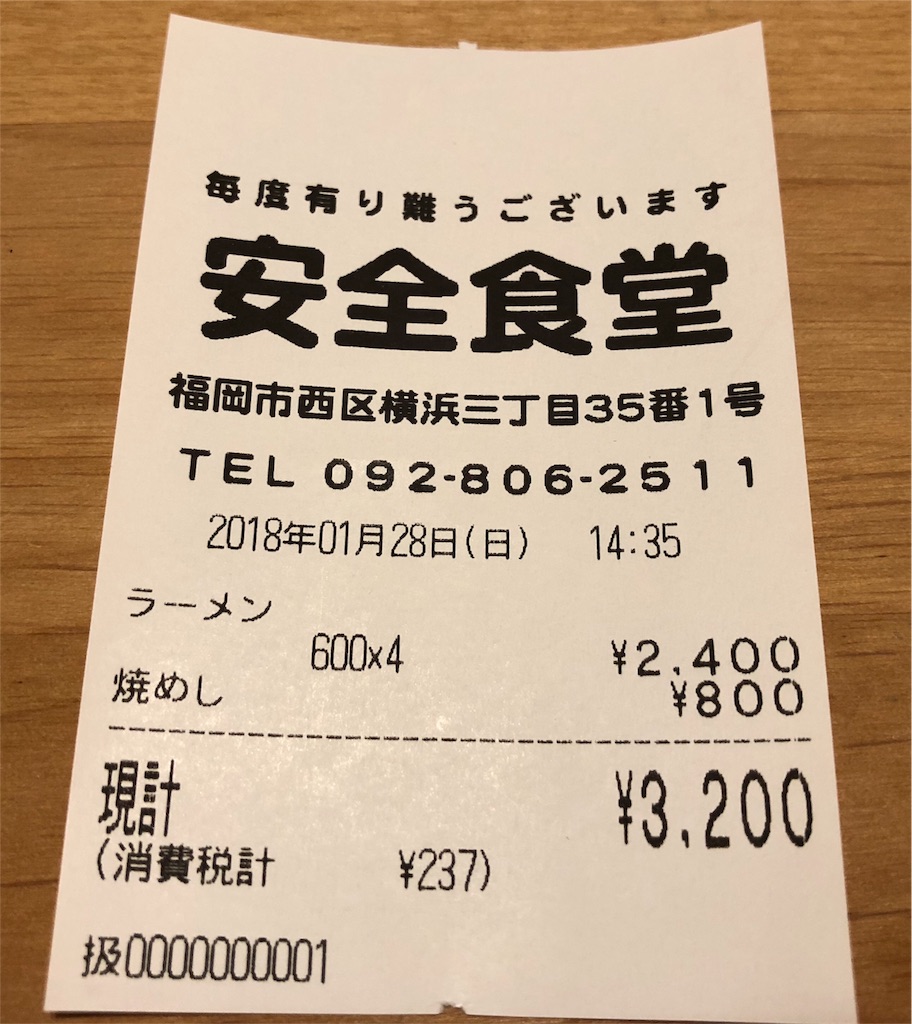 毎度有り難うございます
安全食堂
福岡市西区横浜三丁目35番1号
TEL 092-806-2511
2018年01月28日(日) 14:35
ラーメン
600x4 ¥2,400
焼めし ¥800
現計 ¥3,200
(消費税計 ¥237)
扱0000000001